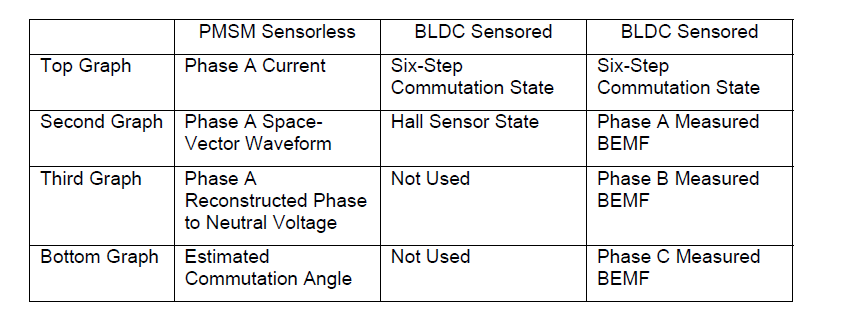 PMSM Sensorless BLDC Sensored BLDC Sensored
Top Graph Phase A Current Six-Step Six-Step
Commutation State Commutation State
Second Graph Phase A Space- Hall Sensor State Phase A Measured
Vector Waveform BEMF
Third Graph Phase A Not Used Phase B Measured
Reconstructed Phase BEMF
to Neutral Voltage
Bottom Graph Estimated Not Used Phase C Measured
Commutation Angle BEMF